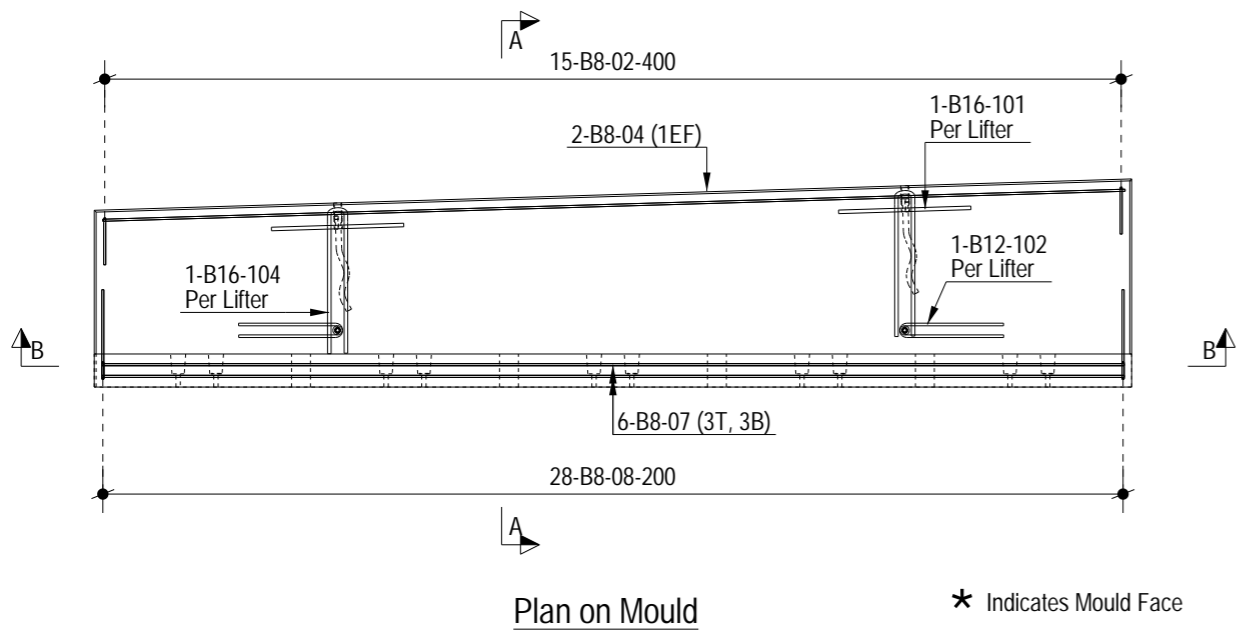 A
15-B8-02-400
1-B16-101
Per Lifter
2-B8-04 (1EF)
1-B16-104
Per Lifter
1-B12-102
Per Lifter
B
B
6-B8-07 (3T, 3B)
28-B8-08-200
A
Plan on Mould
* Indicates Mould Face